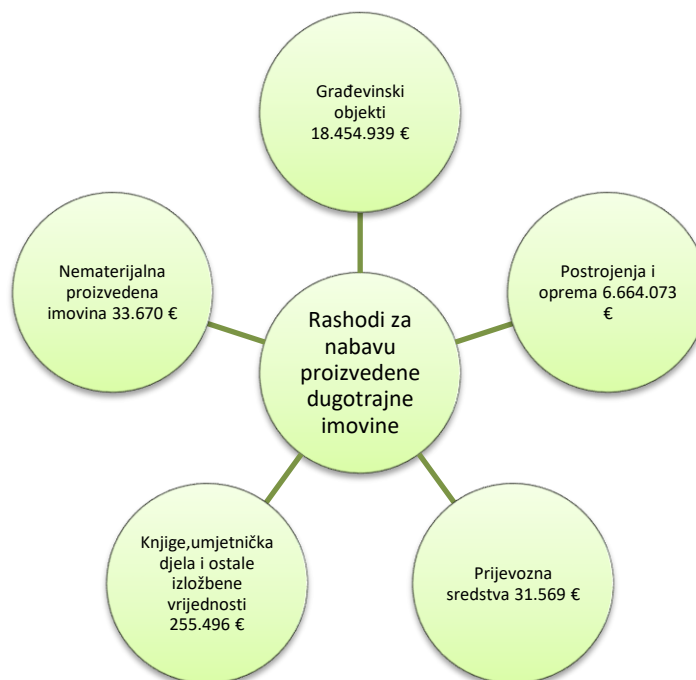 Građevinski
objekti
18.454.939 €
Postrojenja i
oprema 6.664.073
€
Nematerijalna
proizvedena
imovina 33.670 €
Rashodi za
nabavu
proizvedene
dugotrajne
imovine
Knjige,umjetnička
djela i ostale
izložbene
vrijednosti
255.496 €
Prijevozna
sredstva 31.569 €